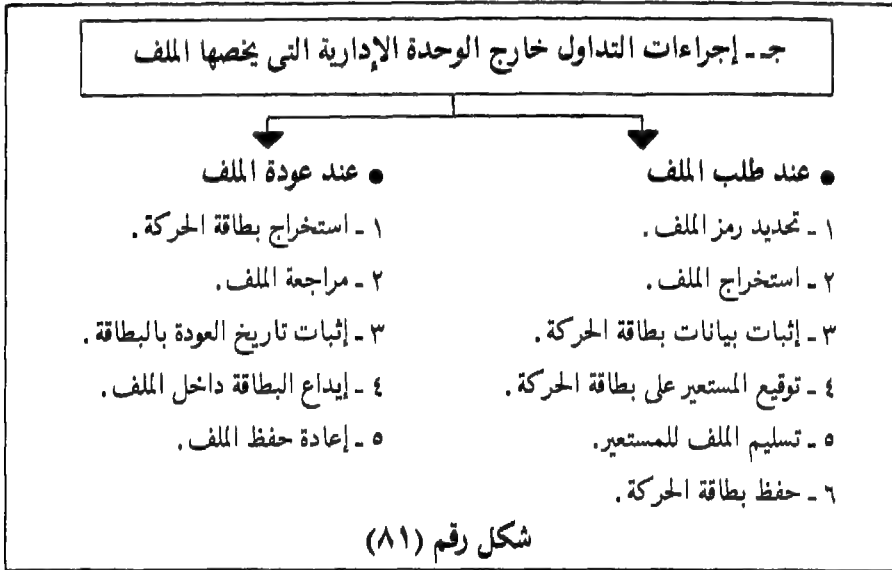 جـ ـ إجراءات التداول خارج الوحدة الإدارية التى يخصها الملف
● عند طلب الملف
١ ـ تحديد رمز الملف .
٢ ـ استخراج الملف .
٣ ـ إثبات بيانات بطاقة الحركة .
٤ ـ توقيع المستعير على بطاقة الحركة .
٥ ـ تسليم الملف للمستعير.
٦ ـ حفظ بطاقة الحركة .
● عند عودة الملف
١ ـ استخراج بطاقة الحركة .
٢ ـ مراجعة الملف .
٣ ـ إثبات تاريخ العودة بالبطاقة .
٤ ـ إيداع البطاقة داخل الملف .
٥ ـ إعادة حفظ الملف .
شكل رقم (٨١)